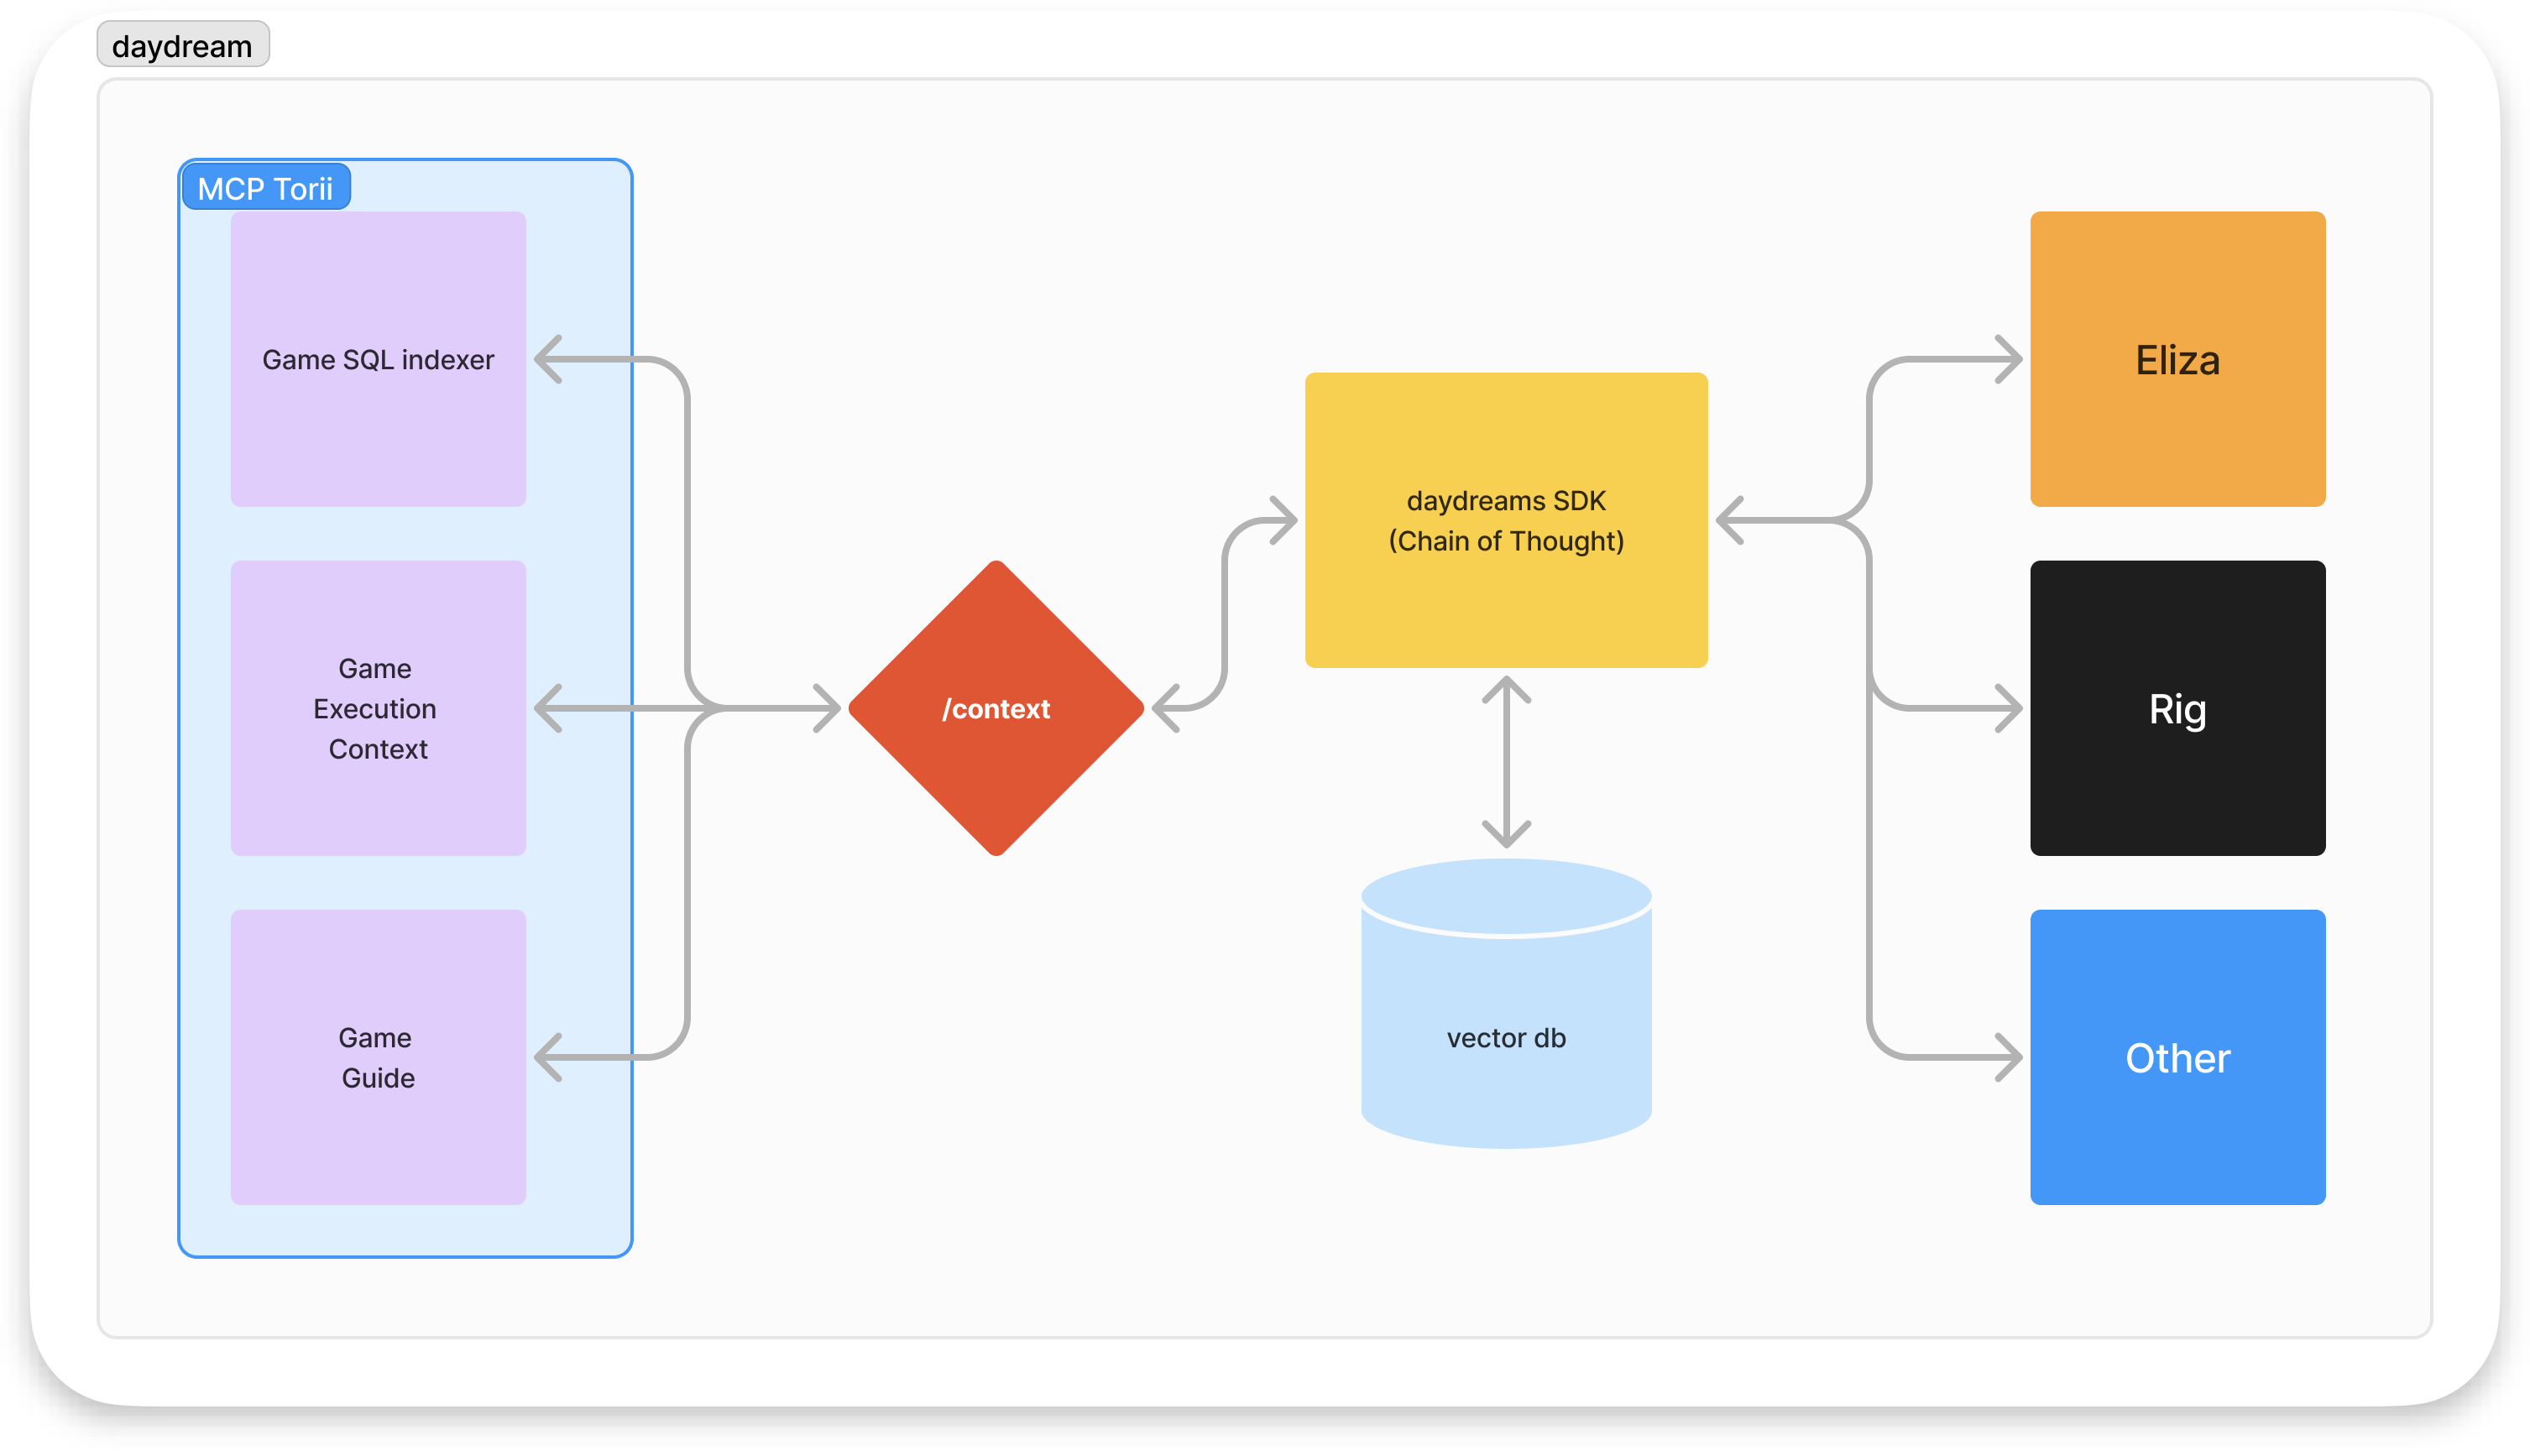 daydream
MCP Torii
Game SQL indexer
Game
Execution
Context
Game
Guide
/context
daydreams SDK
(Chain of Thought)
vector db
Eliza
Rig
Other